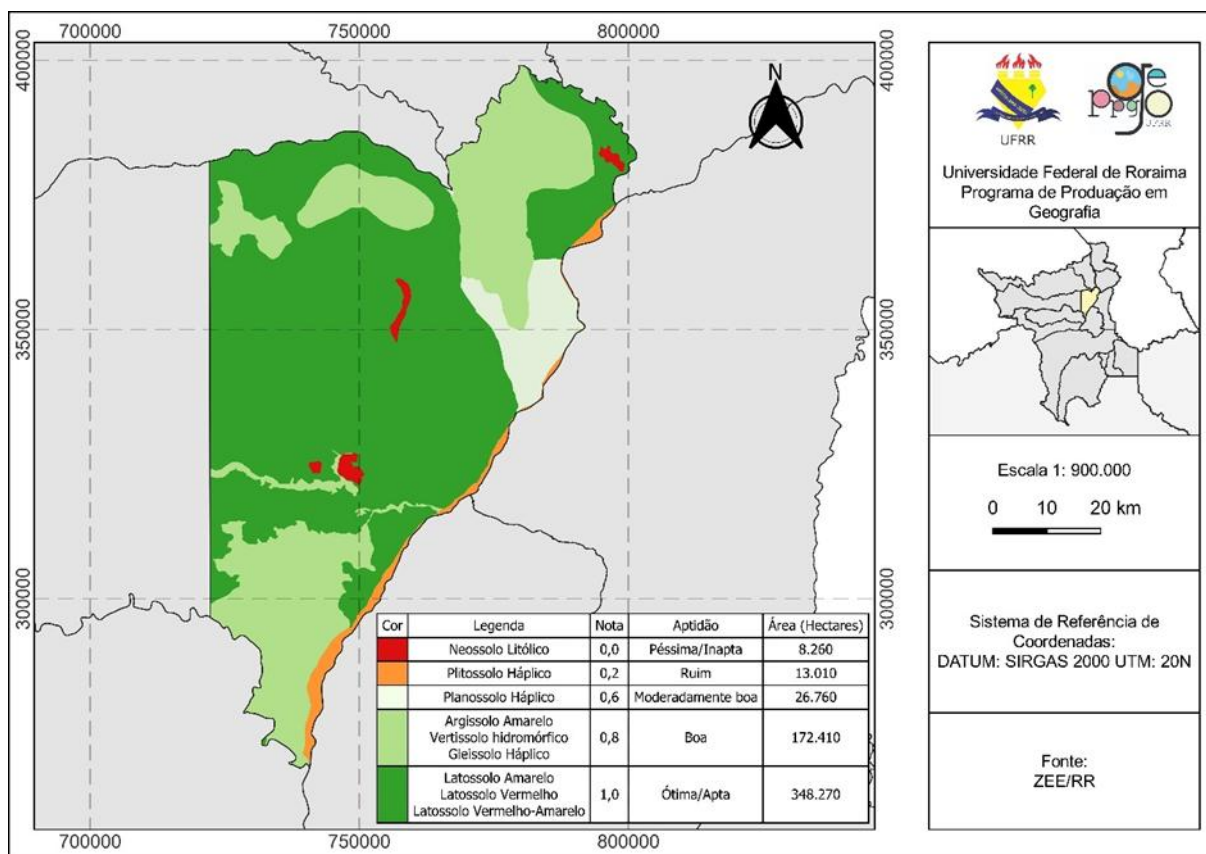 700000 750000 800000
400000 400000
350000 350000
300000 300000
700000 750000 800000
N
Cor Legenda Nota Aptidão Área (Hectares)
Neossolo Litólico 0,0 Péssima/Inapta 8.260
Plitossolo Háplico 0,2 Ruim 13.010
Planossolo Háplico 0,6 Moderadamente boa 26.760
Argissolo Amarelo
Vertissolo hidromórfico 0,8 Boa 172.410
Gleissolo Háplico
Latossolo Amarelo
Latossolo Vermelho 1,0 Ótima/Apta 348.270
Latossolo Vermelho-Amarelo
UFRR
Universidade Federal de Roraima
Programa de Produação em
Geografia
Escala 1: 900.000
0 10 20 km
Sistema de Referência de
Coordenadas:
DATUM: SIRGAS 2000 UTM: 20N
Fonte:
ZEE/RR